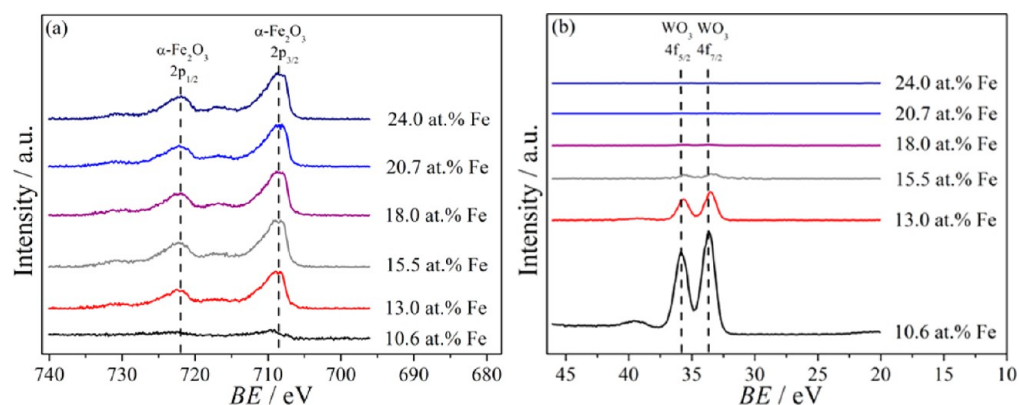 (a)
α-Fe₂O₃
2p₁/₂
α-Fe₂O₃
2p₃/₂
24.0 at.% Fe
20.7 at.% Fe
18.0 at.% Fe
15.5 at.% Fe
13.0 at.% Fe
10.6 at.% Fe
Intensity / a.u.
740 730 720 710 700 690 680
BE / eV
(b)
WO₃ WO₃
4f₅/₂ 4f₇/₂
24.0 at.% Fe
20.7 at.% Fe
18.0 at.% Fe
15.5 at.% Fe
13.0 at.% Fe
10.6 at.% Fe
Intensity / a.u.
45 40 35 30 25 20 10
BE / eV